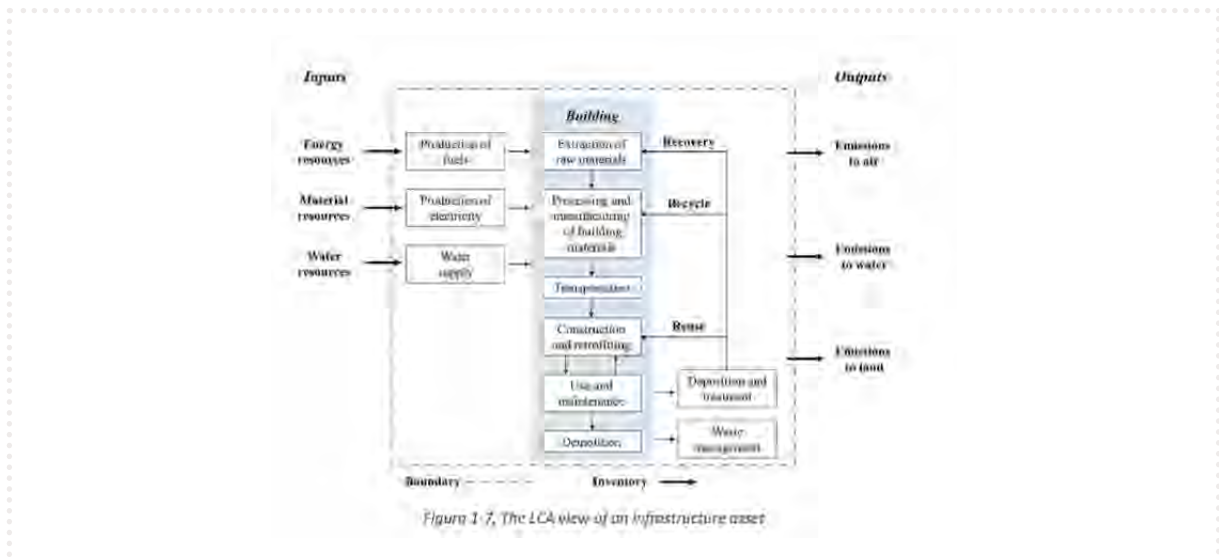 Inputs
Outputs
Building
Energy
resources
Production of
fuels
Extraction of
raw materials
Recovery
Emissions
to air
Material
resources
Production of
electricity
Processing and
manufacturing
of building
materials
Recycle
Water
resources
Water
supply
Emissions
to water
Transportation
Construction
and retrofitting
Reuse
Emissions
to land
Use and
maintenance
Deposition and
treatment
Demolition
Waste
management
Boundary
Inventory
Figure 1-7, The LCA view of an infrastructure asset